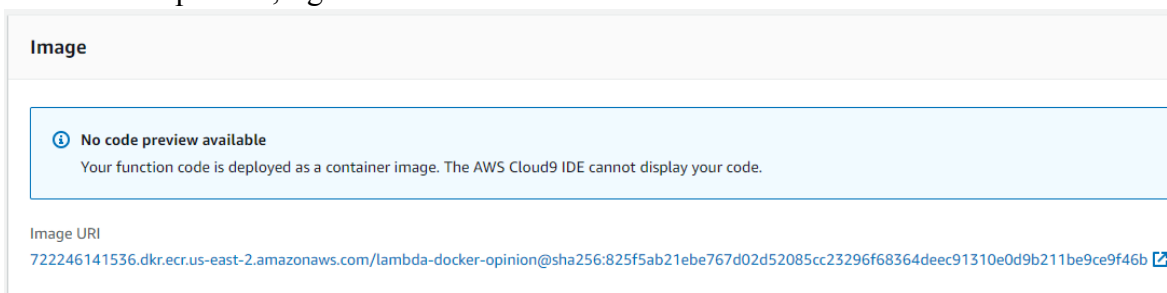 Image
No code preview available
Your function code is deployed as a container image. The AWS Cloud9 IDE cannot display your code.
Image URI
722246141536.dkr.ecr.us-east-2.amazonaws.com/lambda-docker-opinion@sha256:825f5ab21ebe767d02d52085cc23296f68364deec91310e0d9b211be9ce9f46b